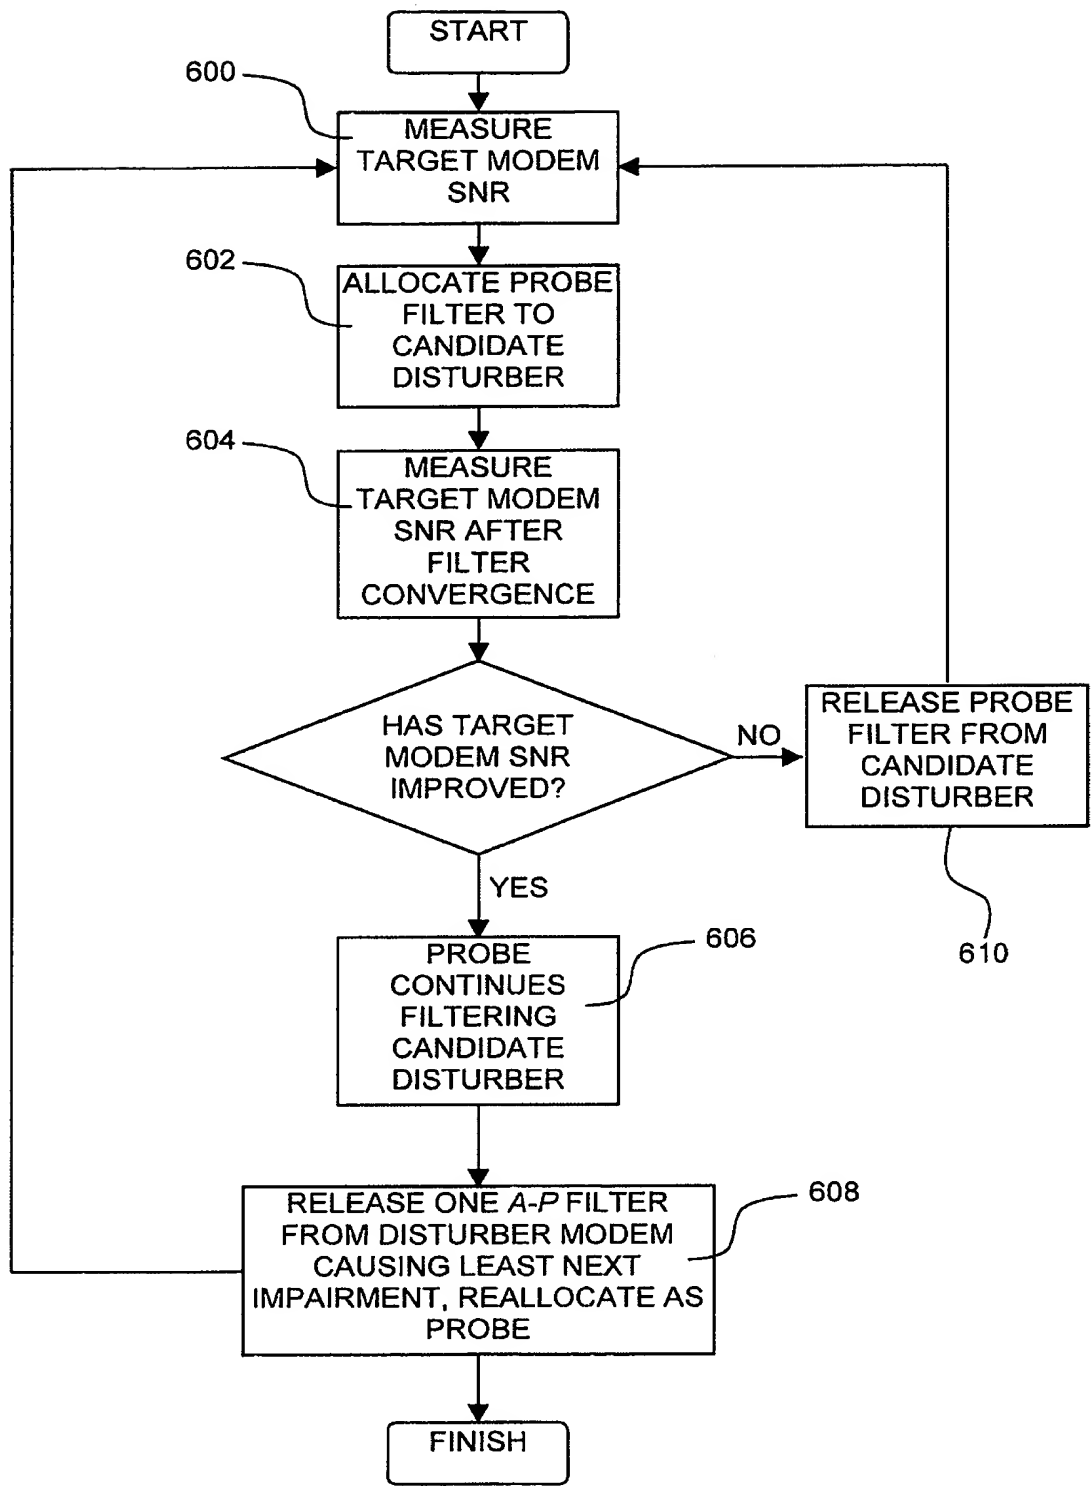 START
600
MEASURE
TARGET MODEM
SNR
602
ALLOCATE PROBE
FILTER TO
CANDIDATE
DISTURBER
604
MEASURE
TARGET MODEM
SNR AFTER
FILTER
CONVERGENCE
HAS TARGET
MODEM SNR
IMPROVED?
NO
RELEASE PROBE
FILTER FROM
CANDIDATE
DISTURBER
610
YES
PROBE
CONTINUES
FILTERING
CANDIDATE
DISTURBER
606
RELEASE ONE A-P FILTER
FROM DISTURBER MODEM
CAUSING LEAST NEXT
IMPAIRMENT, REALLOCATE AS
PROBE
608
FINISH